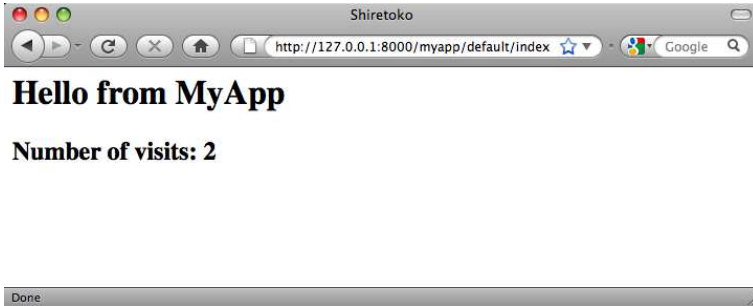 Shiretoko
http://127.0.0.1:8000/myapp/default/index
Google
Hello from MyApp
Number of visits: 2
Done